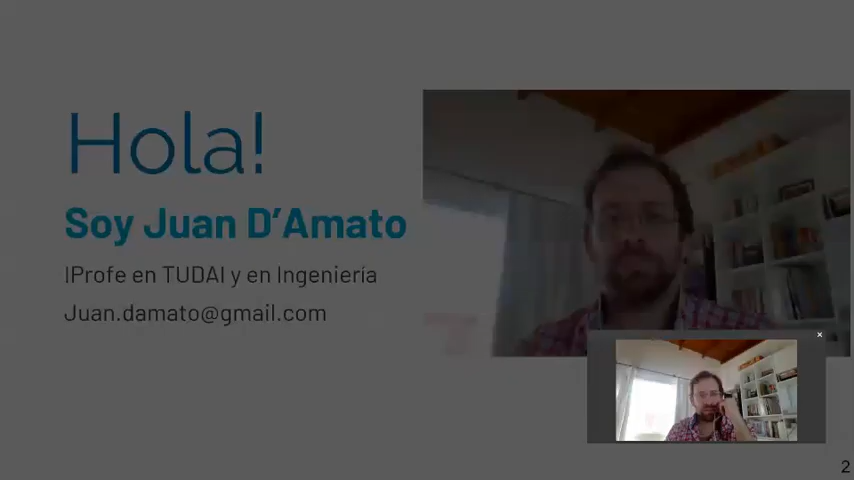 Hola!
Soy Juan D'Amato
IProfe en TUDAI y en Ingeniería
Juan.damato@gmail.com
2